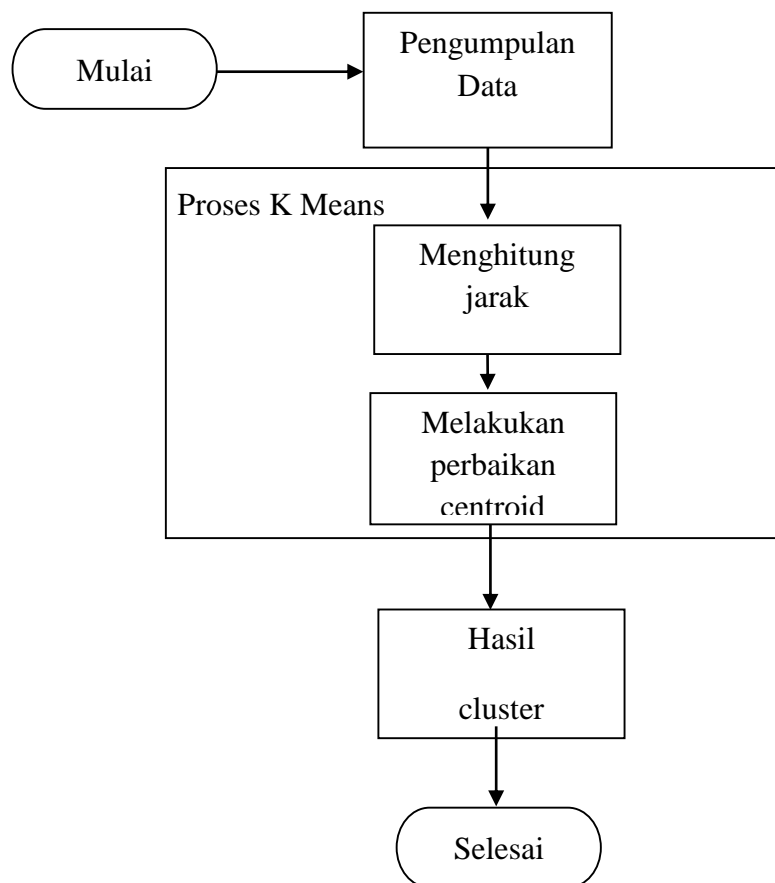 Mulai
Pengumpulan
Data
Proses K Means
Menghitung
jarak
Melakukan
perbaikan
centroid
Hasil
cluster
Selesai